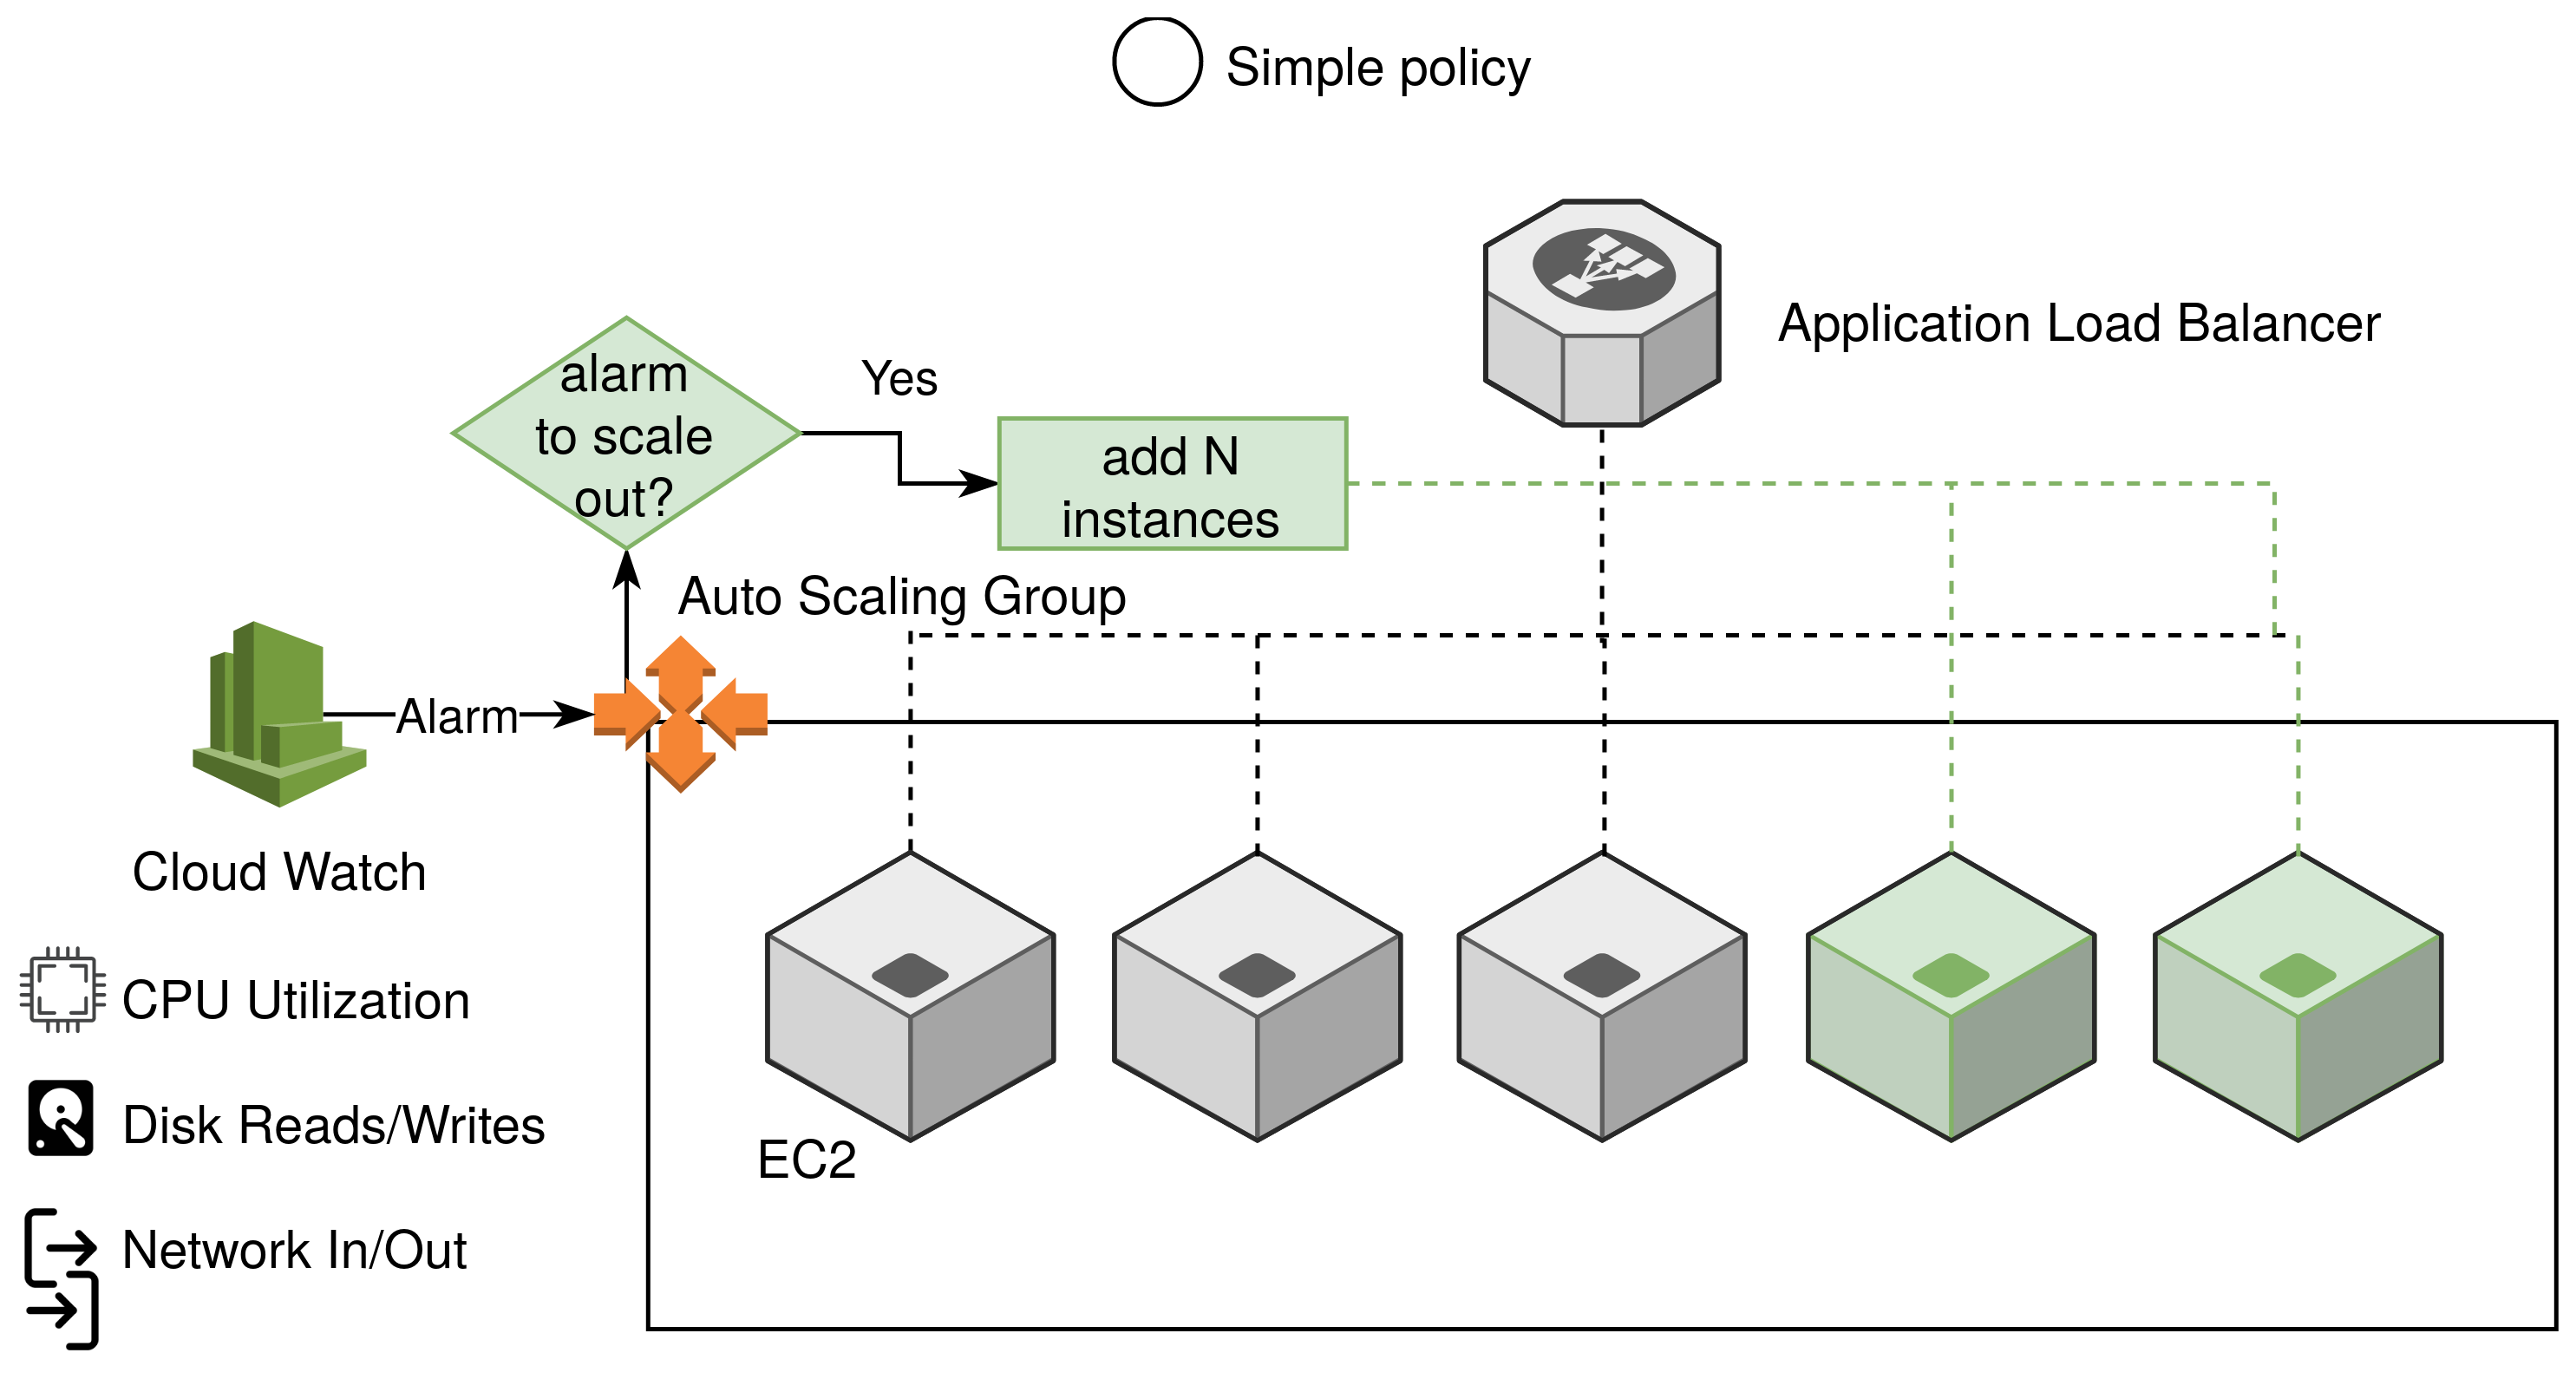 Simple policy
Application Load Balancer
alarm
to scale
out?
Yes
add N
instances
Auto Scaling Group
Alarm
Cloud Watch
CPU Utilization
Disk Reads/Writes
EC2
Network In/Out